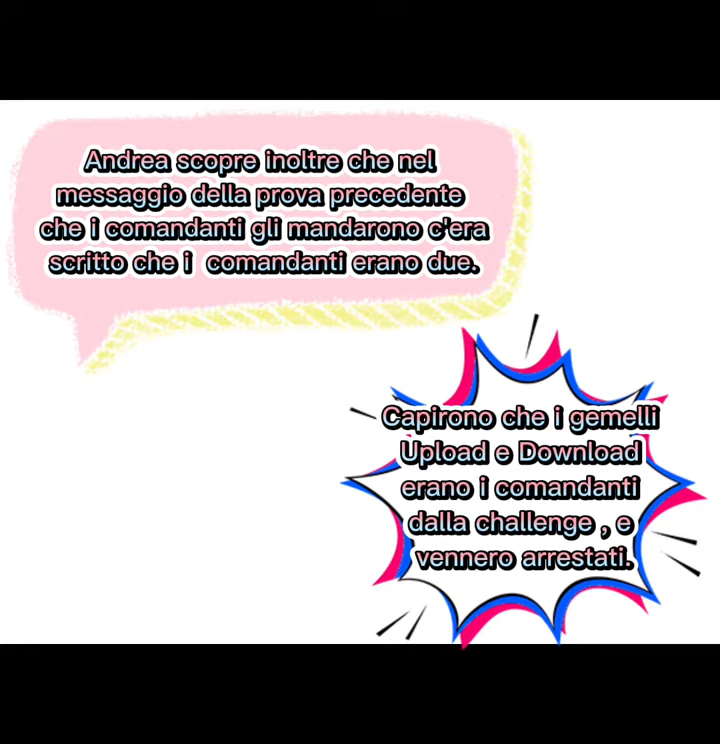 Andrea scopre inoltre che nel
messaggio della prova precedente
che i comandanti gli mandarono c'era
scritto che i comandanti erano due.
Capirono che i gemelli
Upload e Download
erano i comandanti
dalla challenge , e
vennero arrestati.